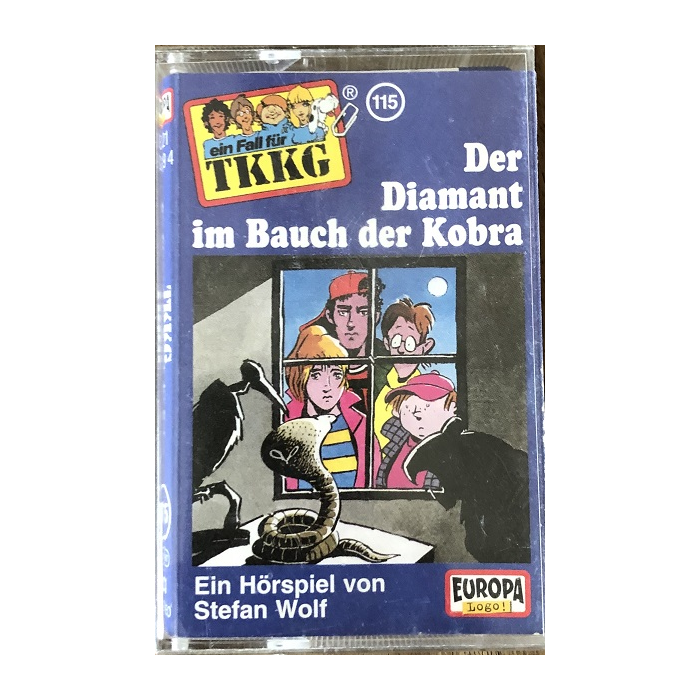 ein Fall für
TKKG
®
115
Der
Diamant
im Bauch der Kobra
Ein Hörspiel von
Stefan Wolf
EUROPA
Logo!